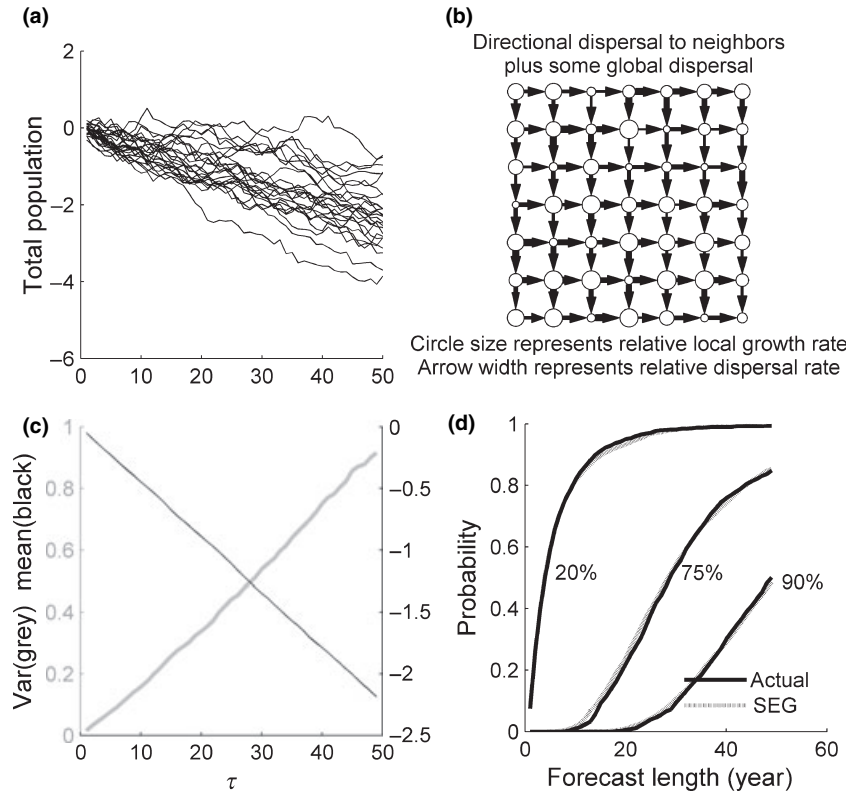 (a)
2
0
−2
−4
−6
Total population
0 10 20 30 40 50
(b)
Directional dispersal to neighbors
plus some global dispersal
Circle size represents relative local growth rate
Arrow width represents relative dispersal rate
(c)
1
0.8
0.6
0.4
0.2
0
Var(grey) mean(black)
0
−0.5
−1
−1.5
−2
−2.5
0 10 20 30 40 50
τ
(d)
1
0.8
0.6
0.4
0.2
0
Probability
20%
75%
90%
Actual
SEG
0 20 40 60
Forecast length (year)